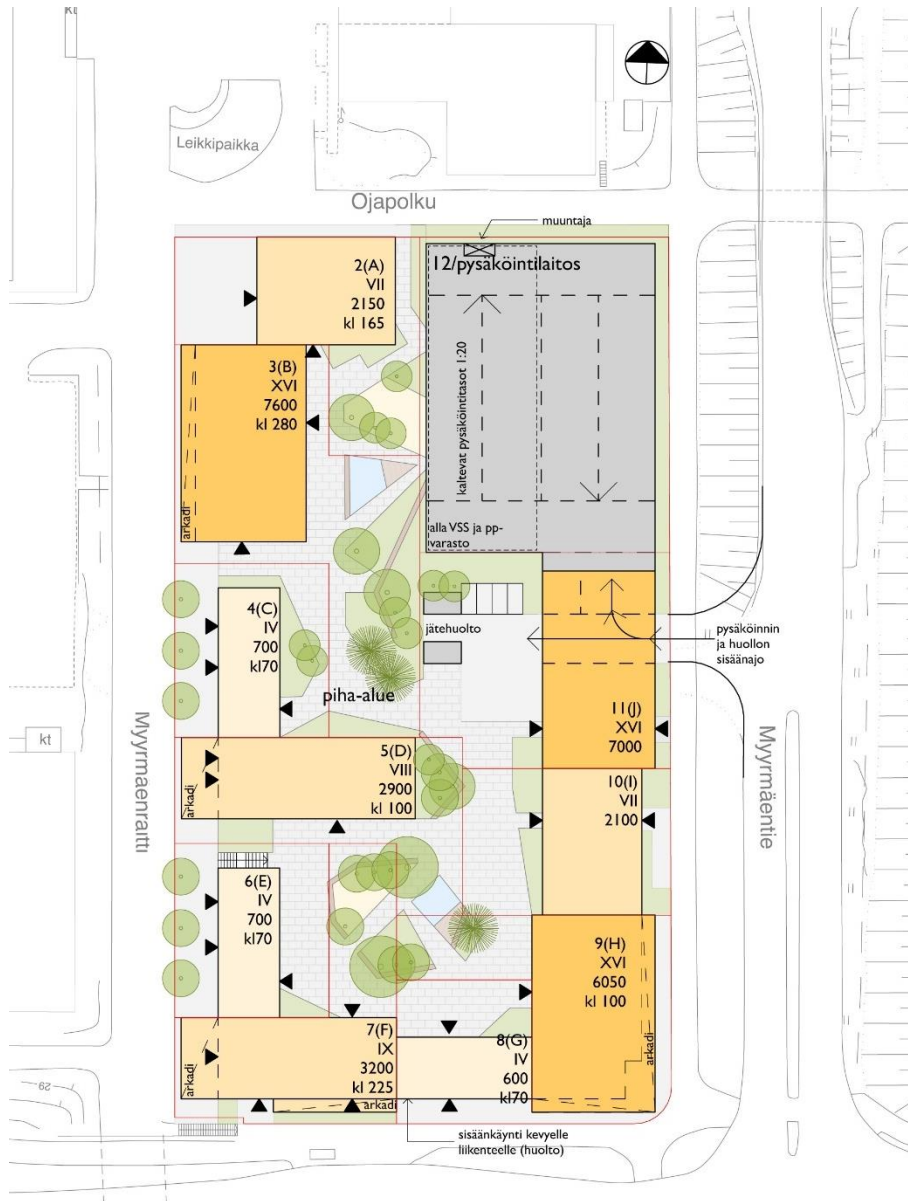 Leikkipaikka
Ojapolku
muuntaja
2(A)
VII
2150
kl 165
12/pysäköintilaitos
3(B)
XVI
7600
kl 280
arkadi
kaltevat pysäköintitasot 1:20
alla VSS ja pp-
varasto
4(C)
IV
700
kl70
jätehuolto
pysäköinnin
ja huollon
sisäänajo
piha-alue
kt
Myyrmaenraitti
11(J)
XVI
7000
Myyrmäentie
5(D)
VIII
2900
kl 100
arkadi
10(I)
VII
2100
6(E)
IV
700
kl70
9(H)
XVI
6050
kl 100
arkadi
7(F)
IX
3200
kl 225
arkadi
arkadi
8(G)
IV
600
kl70
29
sisäänkäynti kevyelle
liikenteelle (huolto)